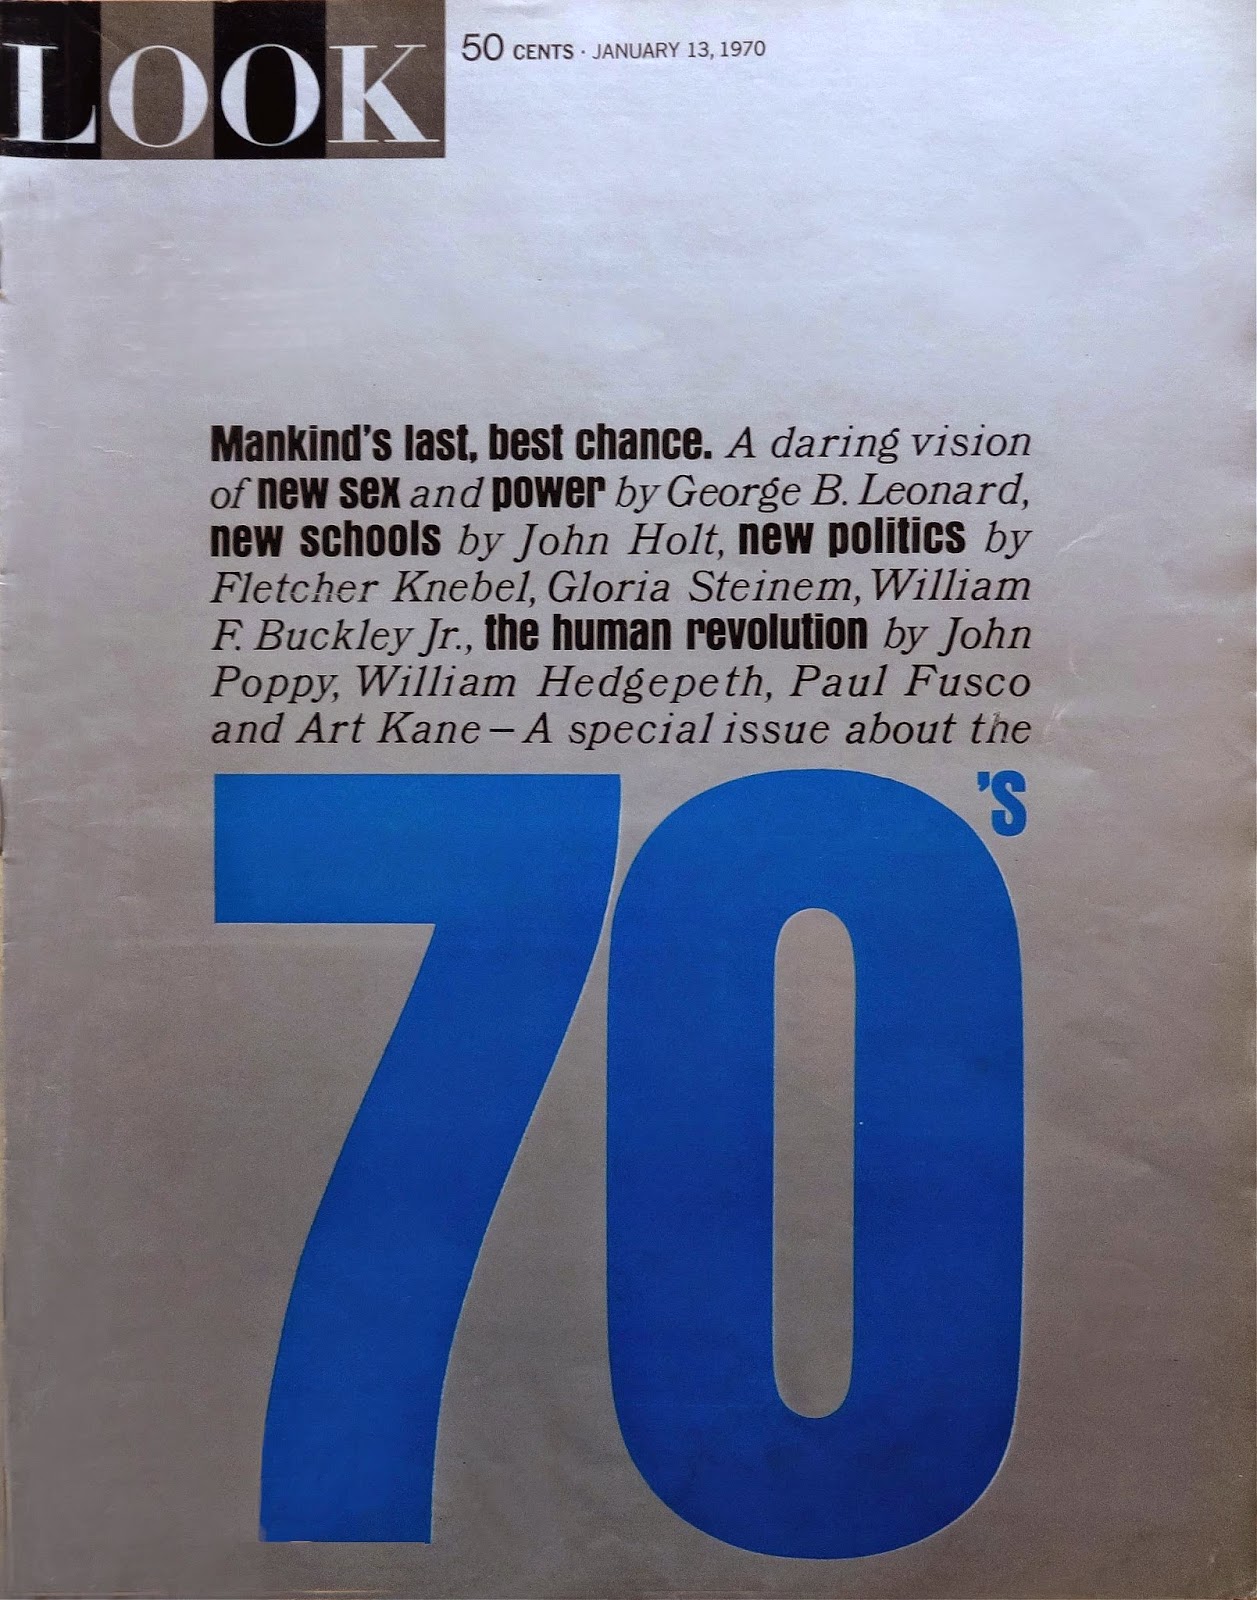 LOOK 50 CENTS · JANUARY 13, 1970
Mankind's last, best chance. A daring vision
of new sex and power by George B. Leonard,
new schools by John Holt, new politics by
Fletcher Knebel, Gloria Steinem, William
F. Buckley Jr., the human revolution by John
Poppy, William Hedgepeth, Paul Fusco
and Art Kane — A special issue about the
70's